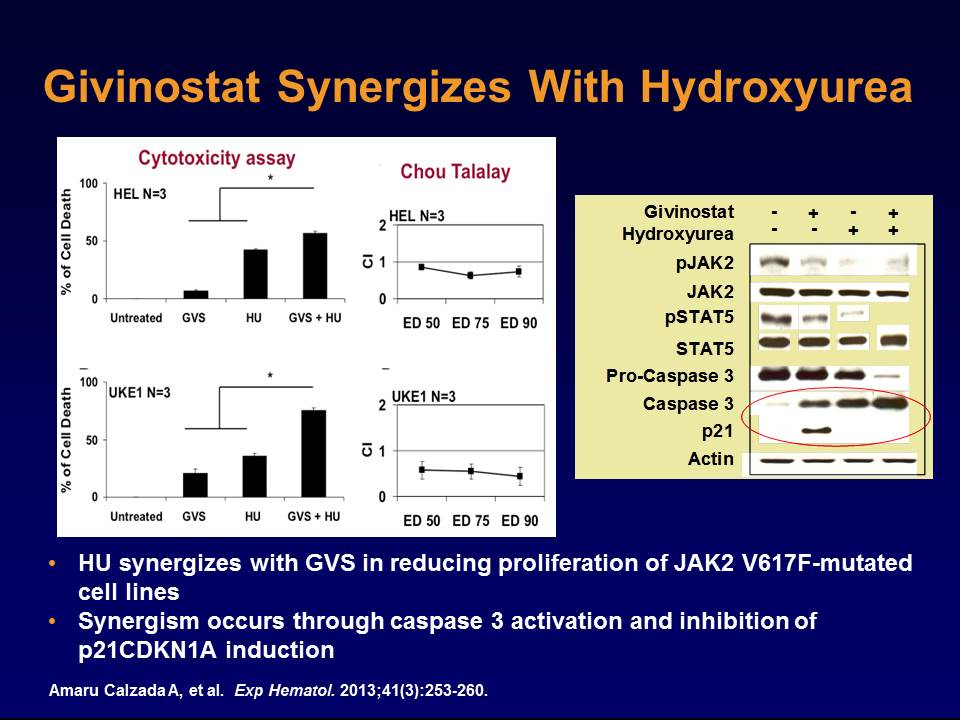 Givinostat Synergizes With Hydroxyurea
Cytotoxicity assay
% of Cell Death
100
50
0
HEL N=3
*
Untreated GVS HU GVS + HU
Chou Talalay
HEL N=3
CI
2
1
0
ED 50 ED 75 ED 90
% of Cell Death
100
50
0
UKE1 N=3
*
Untreated GVS HU GVS + HU
UKE1 N=3
CI
2
1
0
ED 50 ED 75 ED 90
Givinostat - + - +
Hydroxyurea - - + +
pJAK2
JAK2
pSTAT5
STAT5
Pro-Caspase 3
Caspase 3
p21
Actin
• HU synergizes with GVS in reducing proliferation of JAK2 V617F-mutated
cell lines
• Synergism occurs through caspase 3 activation and inhibition of
p21CDKN1A induction
Amaru Calzada A, et al. Exp Hematol. 2013;41(3):253-260.